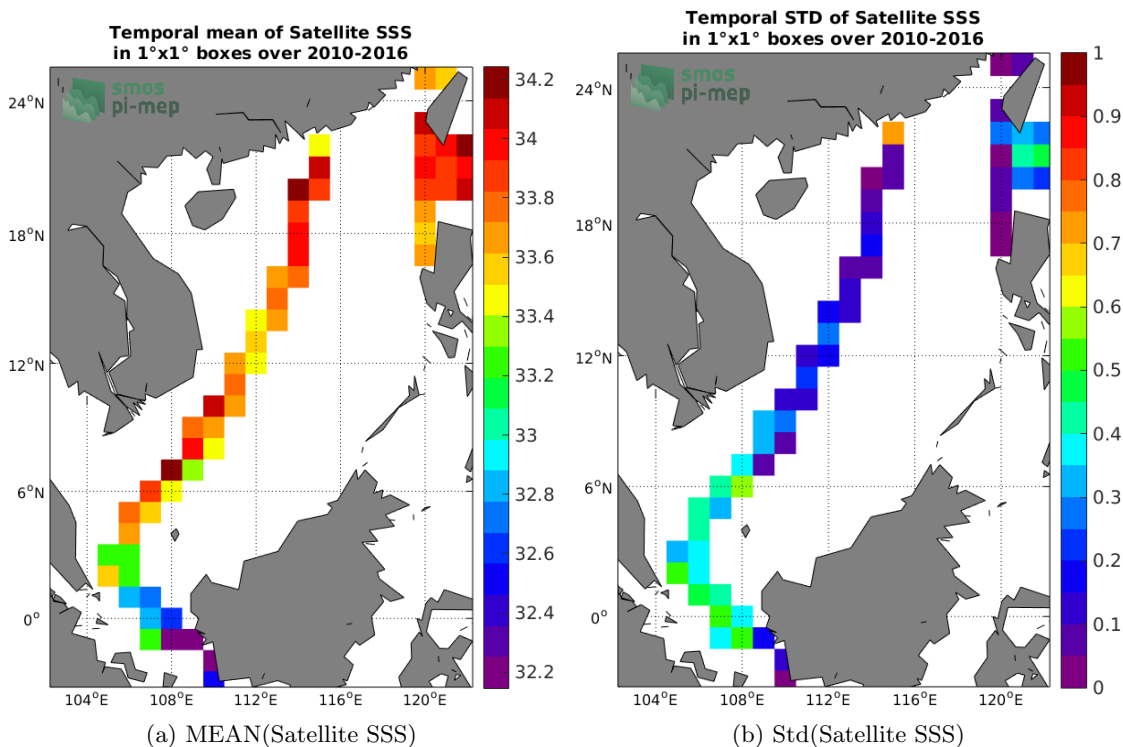 Temporal mean of Satellite SSS
in 1°x1° boxes over 2010-2016
smos
pi-mep
24°N
18°N
12°N
6°N
0°
104°E
108°E
112°E
116°E
120°E
34.2
34
33.8
33.6
33.4
33.2
33
32.8
32.6
32.4
32.2
(a) MEAN(Satellite SSS)
Temporal STD of Satellite SSS
in 1°x1° boxes over 2010-2016
smos
pi-mep
24°N
18°N
12°N
6°N
0°
104°E
108°E
112°E
116°E
120°E
1
0.9
0.8
0.7
0.6
0.5
0.4
0.3
0.2
0.1
0
(b) Std(Satellite SSS)